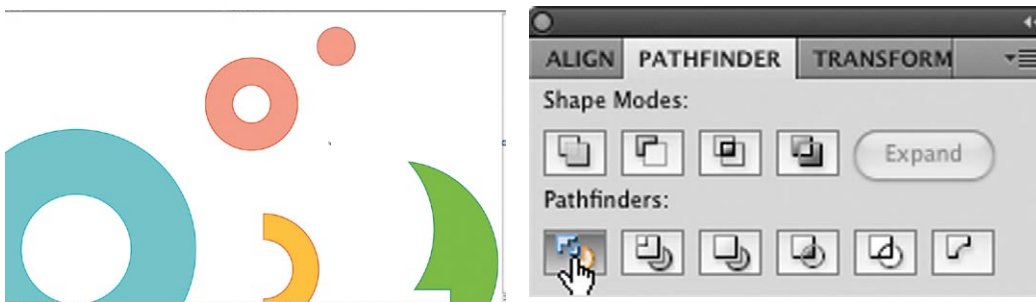 ALIGN PATHFINDER TRANSFORM
Shape Modes:
Expand
Pathfinders: